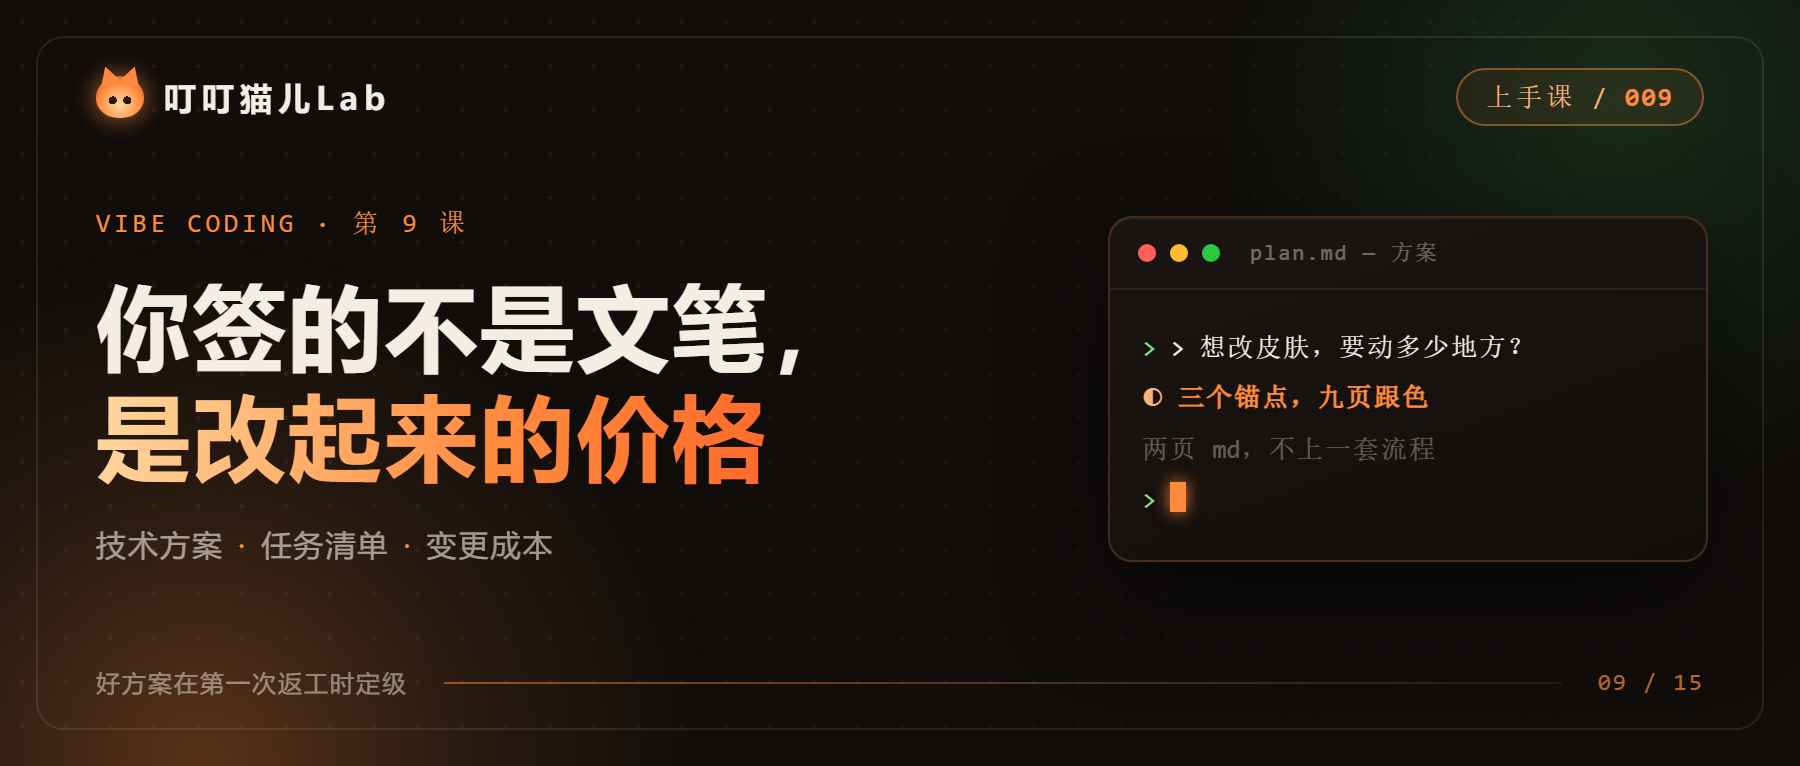 叮叮猫儿Lab
上手课 / 009
VIBE CODING · 第 9 课
你签的不是文笔，
是改起来的价格
技术方案 · 任务清单 · 变更成本
plan.md — 方案
> > 想改皮肤，要动多少地方？
◐ 三个锚点，九页跟色
两页 md，不上一套流程
>
好方案在第一次返工时定级
09 / 15